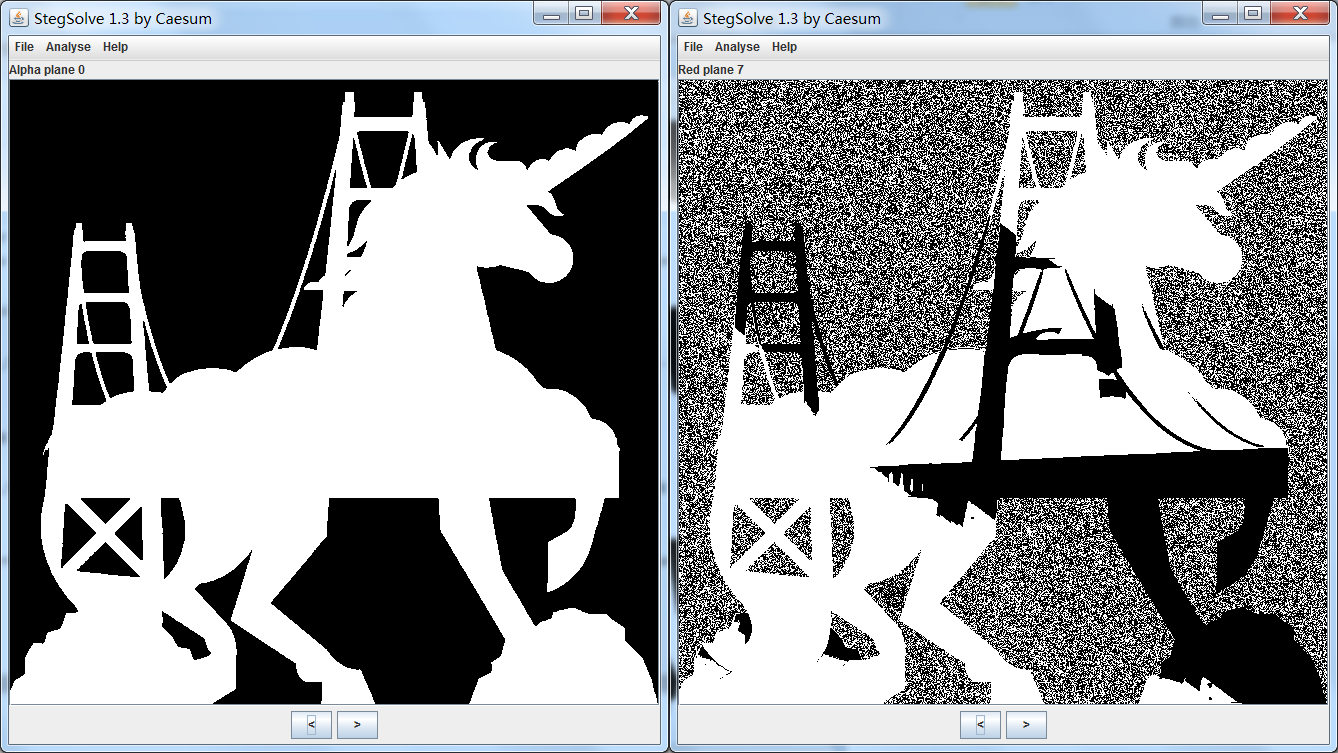 StegSolve 1.3 by Caesum
File Analyse Help
Alpha plane 0
< >
StegSolve 1.3 by Caesum
File Analyse Help
Red plane 7
< >